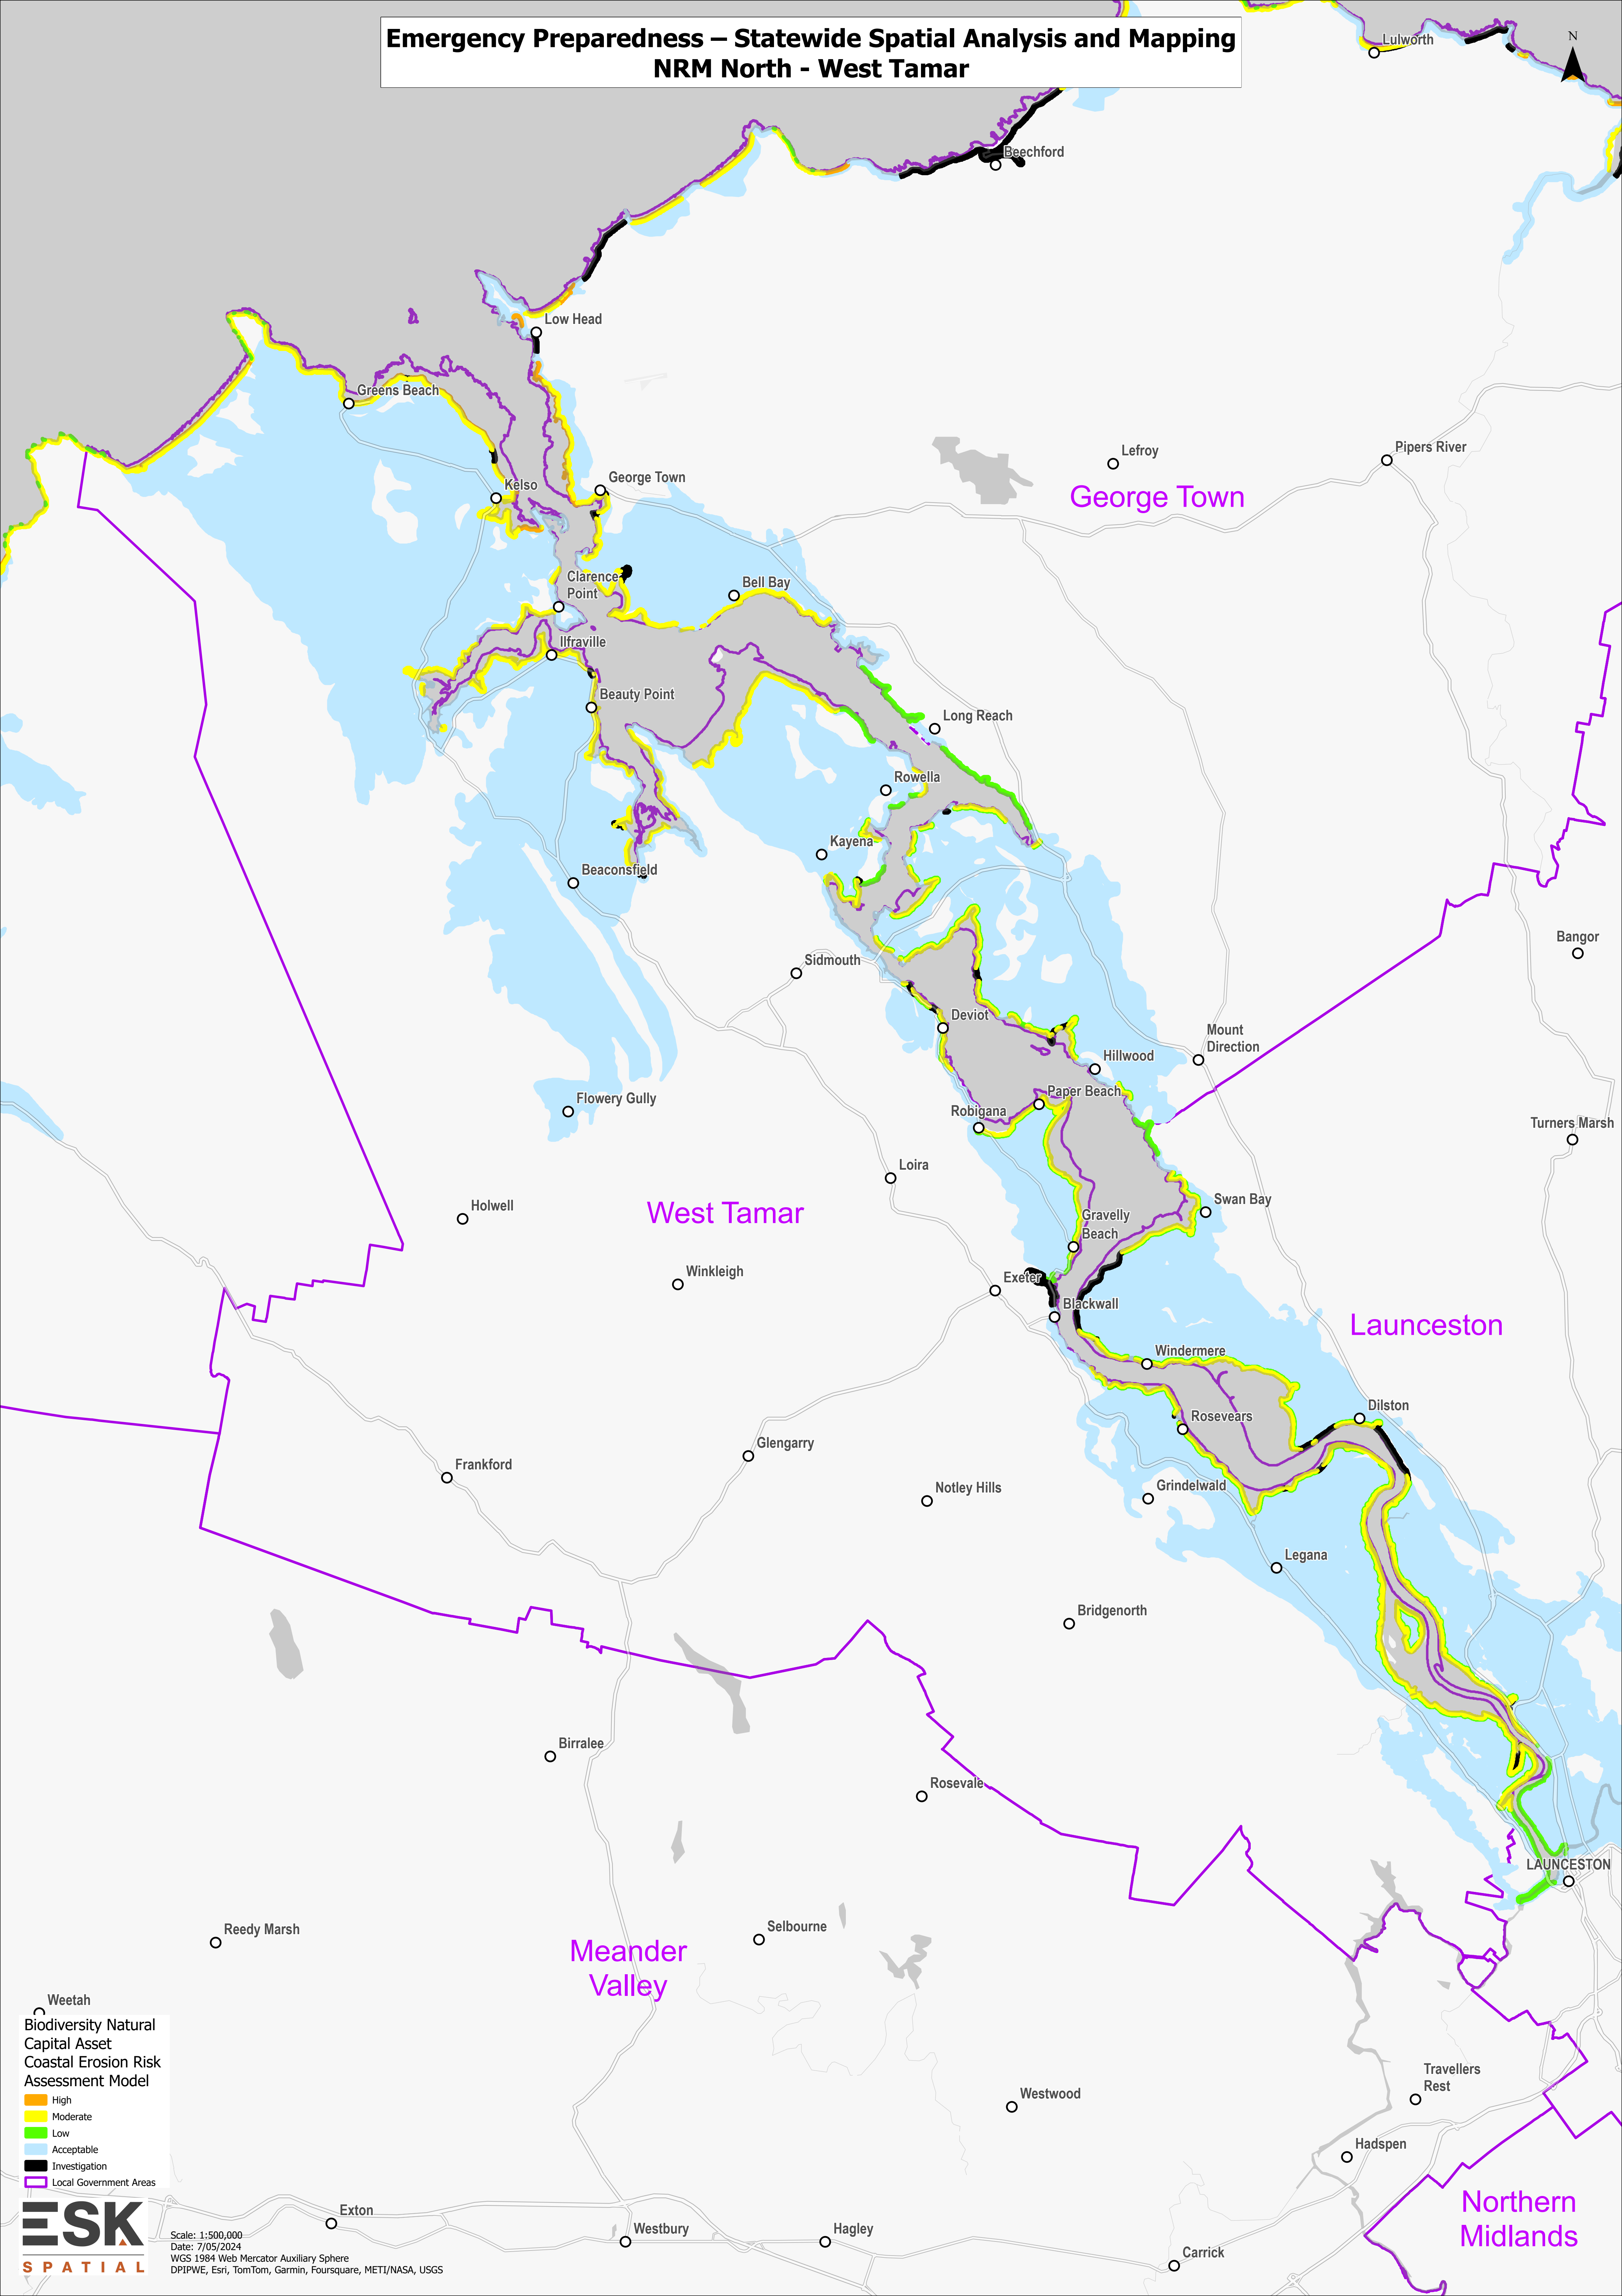 Emergency Preparedness – Statewide Spatial Analysis and Mapping
NRM North - West Tamar
N
Lulworth
Beechford
Low Head
Greens Beach
Lefroy
Pipers River
Kelso
George Town
George Town
Clarence
Point
Bell Bay
Ilfraville
Beauty Point
Long Reach
Rowella
Kayena
Beaconsfield
Bangor
Sidmouth
Deviot
Mount
Direction
Hillwood
Flowery Gully
Paper Beach
Robigana
Turners Marsh
Loira
Holwell
West Tamar
Swan Bay
Gravelly
Beach
Winkleigh
Exeter
Blackwall
Launceston
Windermere
Dilston
Rosevears
Glengarry
Frankford
Notley Hills
Grindelwald
Legana
Bridgenorth
Birralee
Rosevale
LAUNCESTON
Reedy Marsh
Selbourne
Meander
Valley
Weetah
Biodiversity Natural
Capital Asset
Coastal Erosion Risk
Assessment Model
High
Moderate
Low
Acceptable
Investigation
Local Government Areas
Travellers
Rest
Westwood
Hadspen
Northern
Midlands
Exton
Westbury
Hagley
Carrick
ESK
SPATIAL
Scale: 1:500,000
Date: 7/05/2024
WGS 1984 Web Mercator Auxiliary Sphere
DPIPWE, Esri, TomTom, Garmin, Foursquare, METI/NASA, USGS